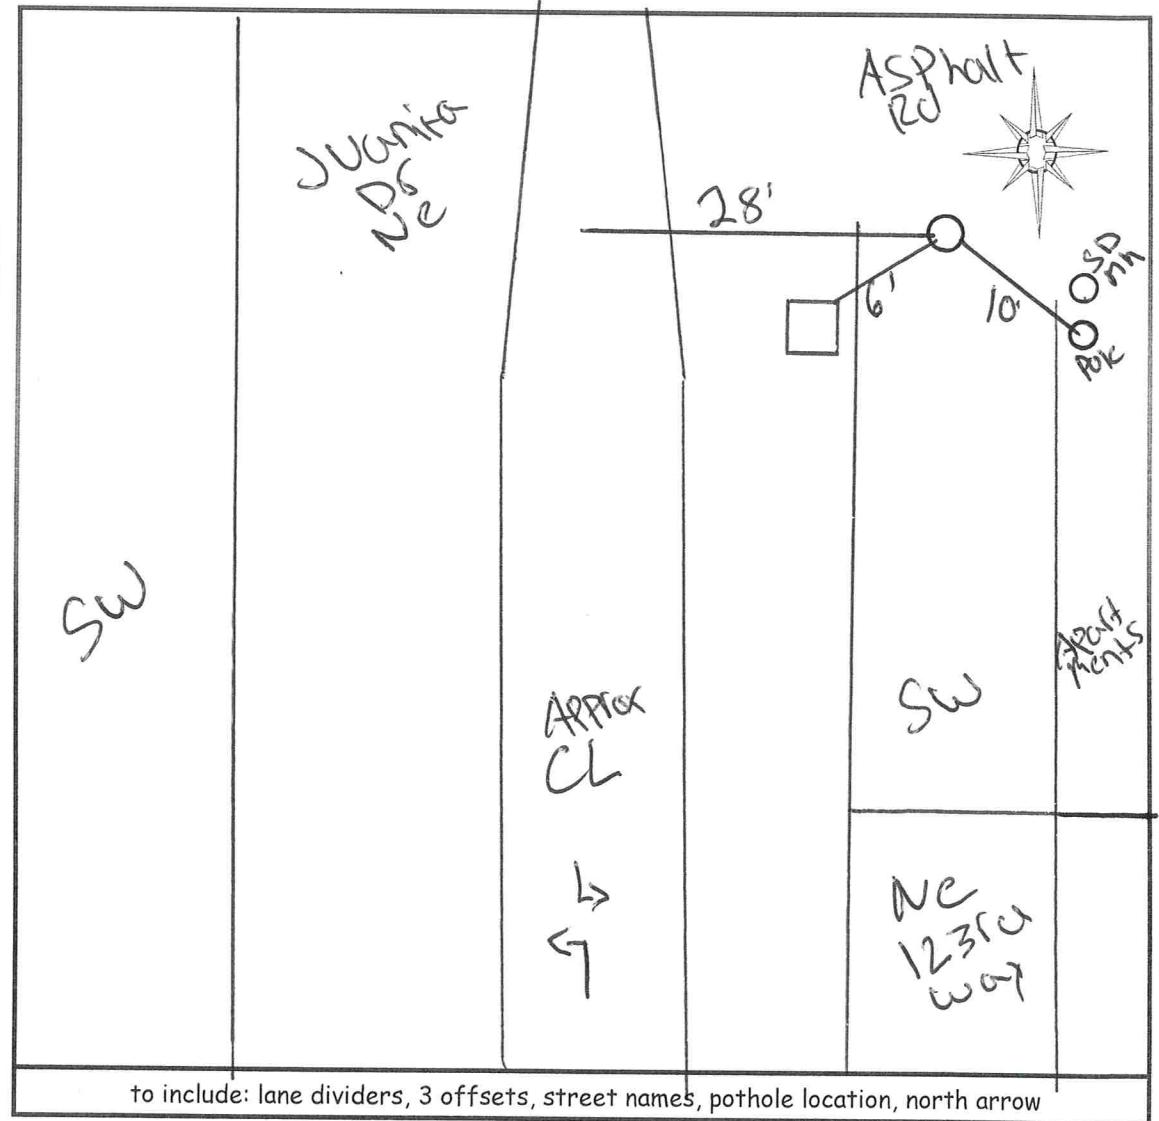 Asphalt
Rd
Juanita
Dr
NE
28'
6'
10'
SD
mh
Pole
SW
Apart
ments
SW
Approx
CL
NE
123rd
way
to include: lane dividers, 3 offsets, street names, pothole location, north arrow